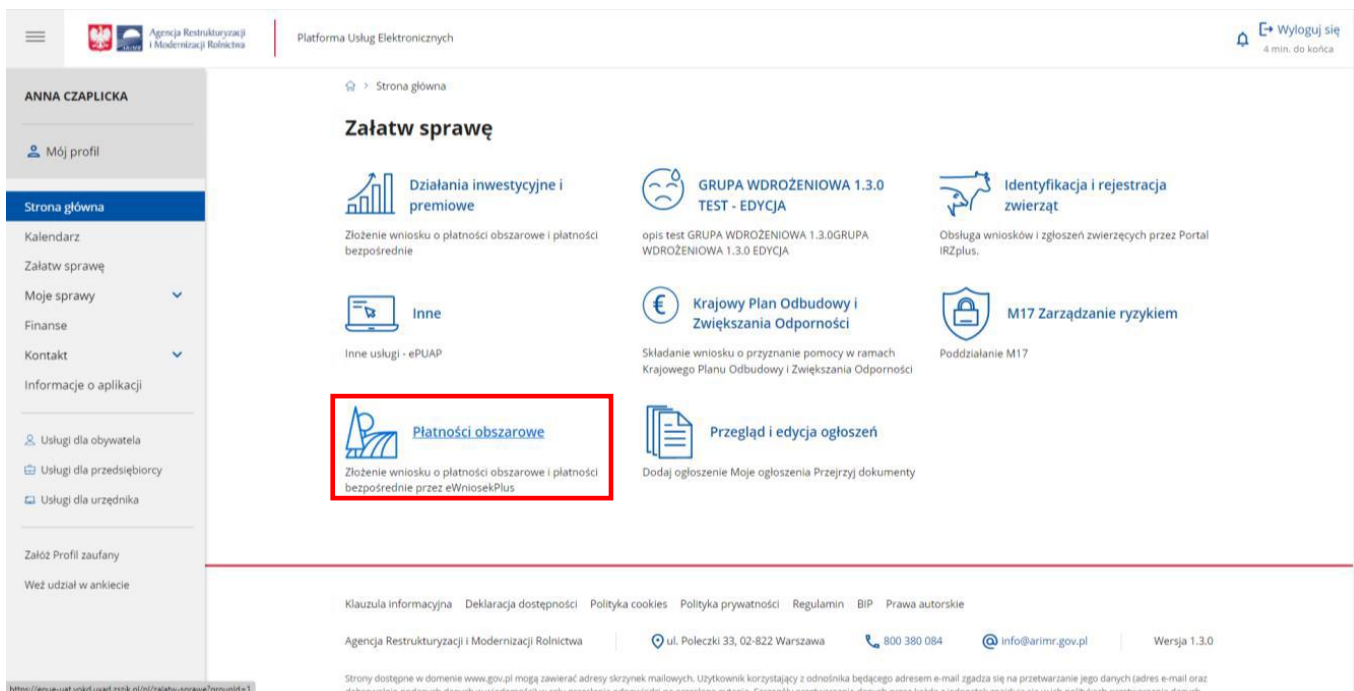 Agencja Restrukturyzacji
i Modernizacji Rolnictwa
Platforma Usług Elektronicznych
Wyloguj się
4 min. do końca
ANNA CZAPLICKA
Mój profil
Strona główna
Kalendarz
Załatw sprawę
Moje sprawy
Finanse
Kontakt
Informacje o aplikacji
Usługi dla obywatela
Usługi dla przedsiębiorcy
Usługi dla urzędnika
Załóż Profil zaufany
Weź udział w ankiecie
> Strona główna
Załatw sprawę
Działania inwestycyjne i
premiowe
Złożenie wniosku o płatności obszarowe i płatności
bezpośrednie
GRUPA WDROŻENIOWA 1.3.0
TEST - EDYCJA
opis test GRUPA WDROŻENIOWA 1.3.0GRUPA
WDROŻENIOWA 1.3.0 EDYCJA
Identyfikacja i rejestracja
zwierząt
Obsługa wniosków i zgłoszeń zwierzęcych przez Portal
IRZplus.
Inne
Inne usługi - ePUAP
Krajowy Plan Odbudowy i
Zwiększania Odporności
Składanie wniosku o przyznanie pomocy w ramach
Krajowego Planu Odbudowy i Zwiększania Odporności
M17 Zarządzanie ryzykiem
Poddziałanie M17
Płatności obszarowe
Złożenie wniosku o płatności obszarowe i płatności
bezpośrednie przez eWniosekPlus
Przegląd i edycja ogłoszeń
Dodaj ogłoszenie Moje ogłoszenia Przejrzyj dokumenty
Klauzula informacyjna Deklaracja dostępności Polityka cookies Polityka prywatności Regulamin BIP Prawa autorskie
Agencja Restrukturyzacji i Modernizacji Rolnictwa ul. Poleczki 33, 02-822 Warszawa 800 380 084 info@arimr.gov.pl Wersja 1.3.0
Strony dostępne w domenie www.gov.pl mogą zawierać adresy skrzynek mailowych. Użytkownik korzystający z odnośnika będącego adresem e-mail zgadza się na przetwarzanie jego danych (adres e-mail oraz